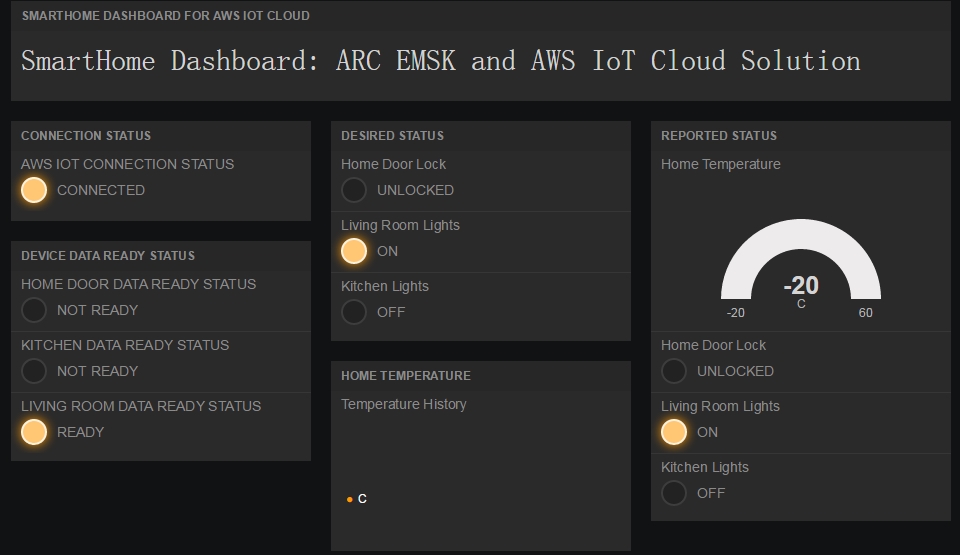 SMARTHOME DASHBOARD FOR AWS IOT CLOUD
SmartHome Dashboard: ARC EMSK and AWS IoT Cloud Solution
CONNECTION STATUS
AWS IOT CONNECTION STATUS
CONNECTED
DEVICE DATA READY STATUS
HOME DOOR DATA READY STATUS
NOT READY
KITCHEN DATA READY STATUS
NOT READY
LIVING ROOM DATA READY STATUS
READY
DESIRED STATUS
Home Door Lock
UNLOCKED
Living Room Lights
ON
Kitchen Lights
OFF
HOME TEMPERATURE
Temperature History
C
REPORTED STATUS
Home Temperature
-20
C
-20 60
Home Door Lock
UNLOCKED
Living Room Lights
ON
Kitchen Lights
OFF